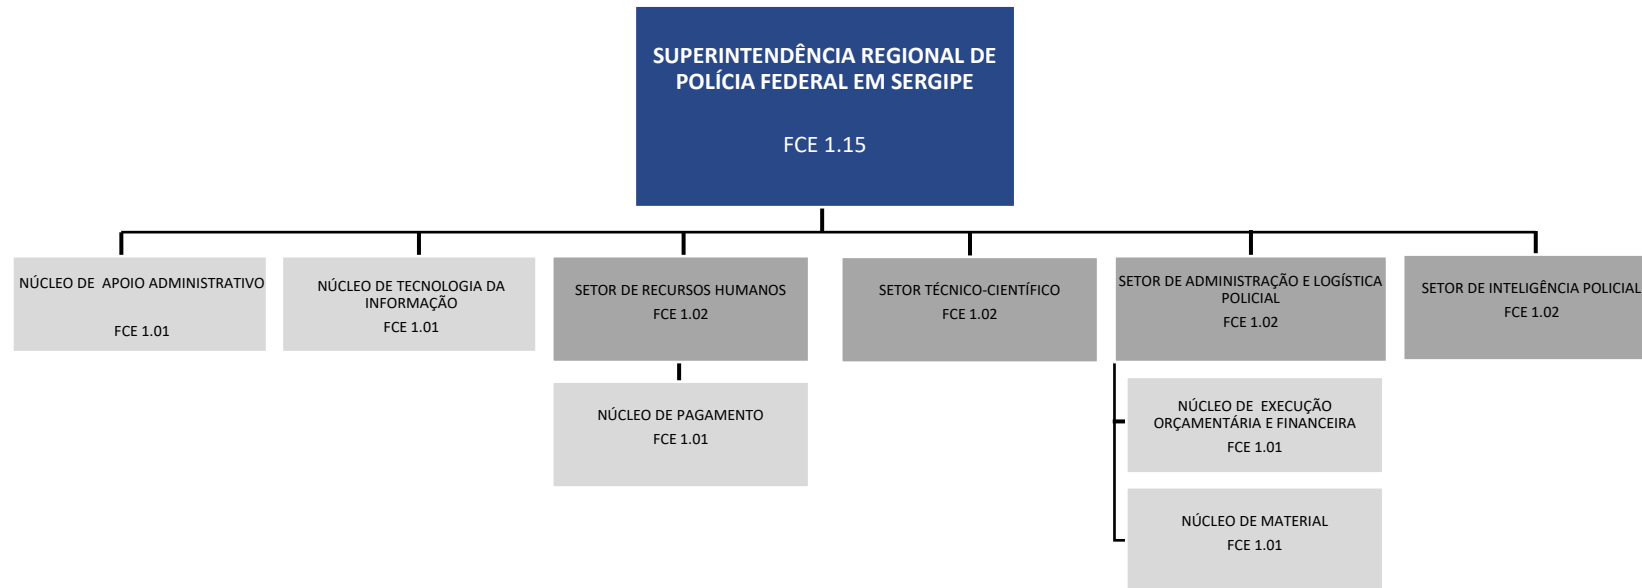 SUPERINTENDÊNCIA REGIONAL DE
POLÍCIA FEDERAL EM SERGIPE
FCE 1.15
NÚCLEO DE APOIO ADMINISTRATIVO
FCE 1.01
NÚCLEO DE TECNOLOGIA DA
INFORMAÇÃO
FCE 1.01
SETOR DE RECURSOS HUMANOS
FCE 1.02
SETOR TÉCNICO-CIENTÍFICO
FCE 1.02
SETOR DE ADMINISTRAÇÃO E LOGÍSTICA
POLICIAL
FCE 1.02
SETOR DE INTELIGÊNCIA POLICIAL
FCE 1.02
NÚCLEO DE PAGAMENTO
FCE 1.01
NÚCLEO DE EXECUÇÃO
ORÇAMENTÁRIA E FINANCEIRA
FCE 1.01
NÚCLEO DE MATERIAL
FCE 1.01